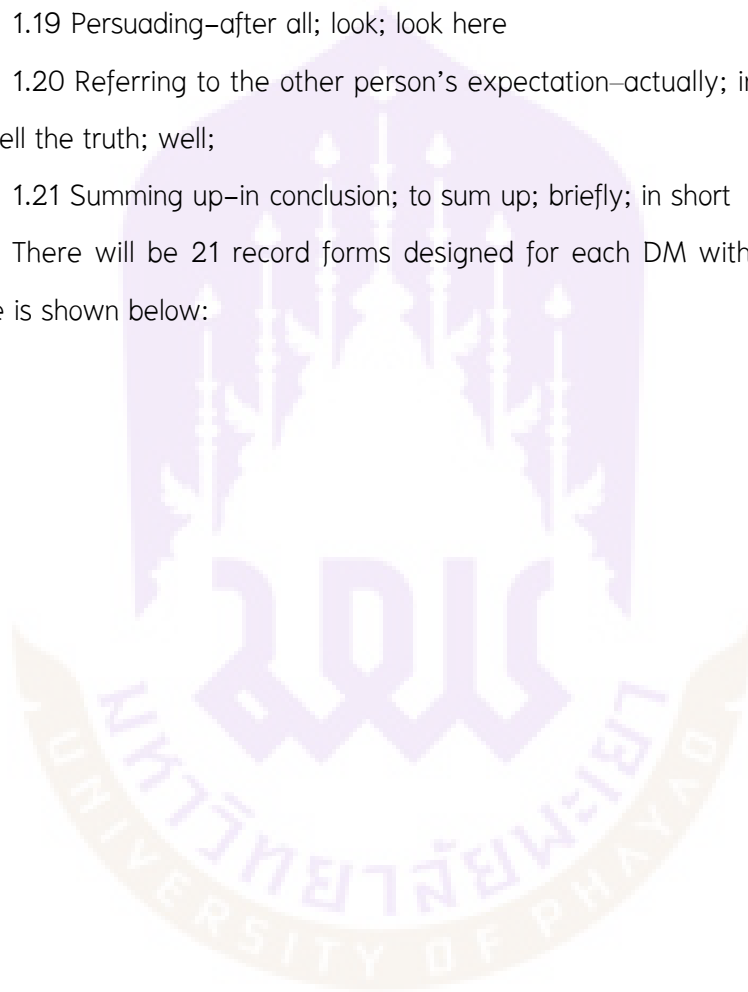 1.19 Persuading–after all; look; look here
1.20 Referring to the other person's expectation–actually; in
ell the truth; well;
1.21 Summing up–in conclusion; to sum up; briefly; in short
There will be 21 record forms designed for each DM with
e is shown below:
มหาวิทยาลัยพะเยา
UNIVERSITY OF PHAYAO